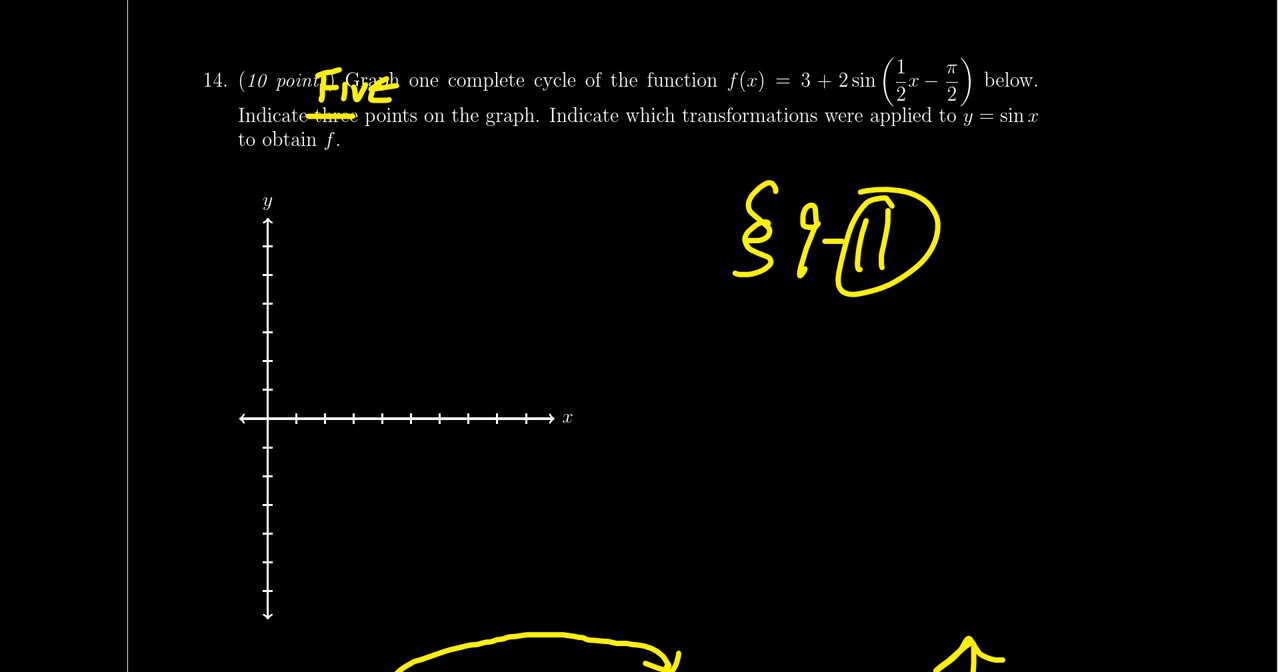 14. (10 points) Graph one complete cycle of the function f(x) = 3 + 2 sin (1/2 x − π/2) below.
Five
Indicate three points on the graph. Indicate which transformations were applied to y = sin x
to obtain f.
y
§ 9-11
x